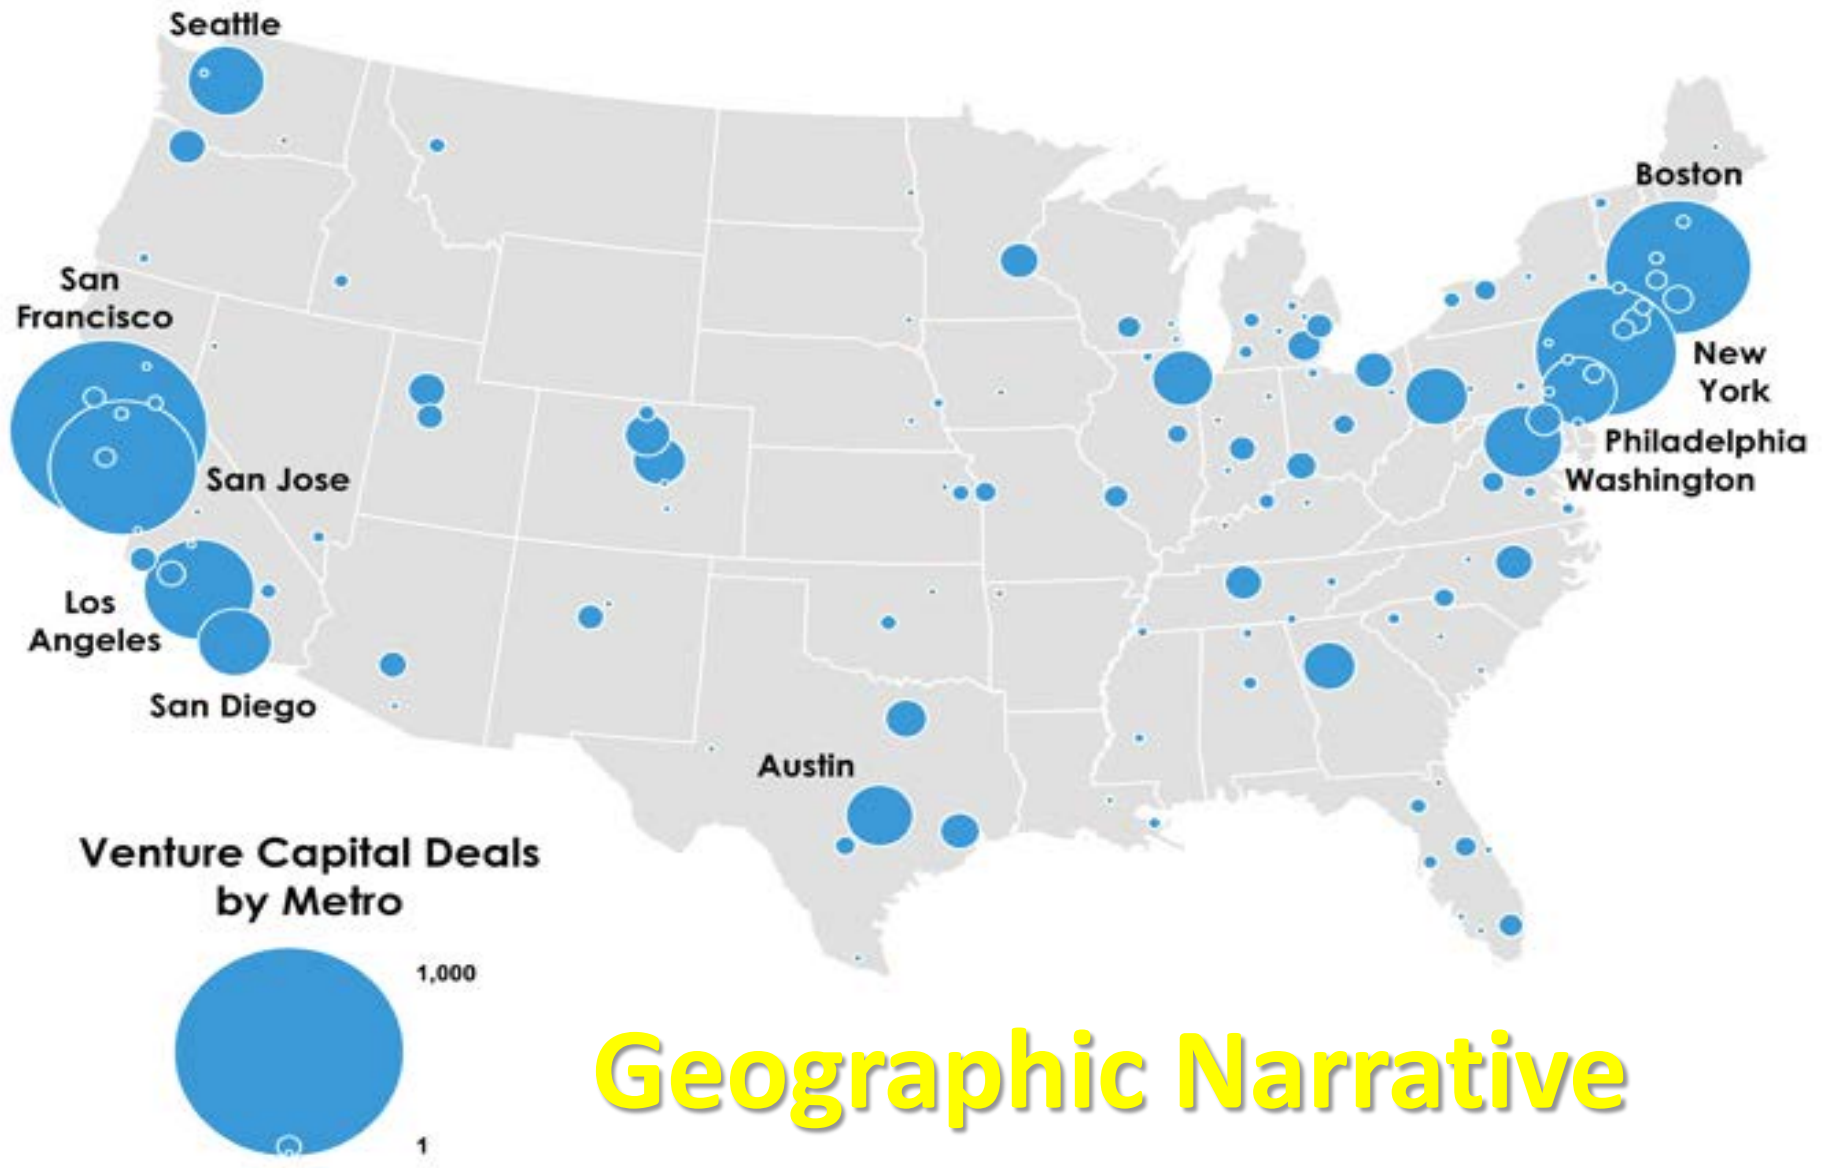 Seattle
Boston
San
Francisco
New
York
Philadelphia
San Jose
Washington
Los
Angeles
San Diego
Austin
Venture Capital Deals
by Metro
1,000
1
Geographic Narrative